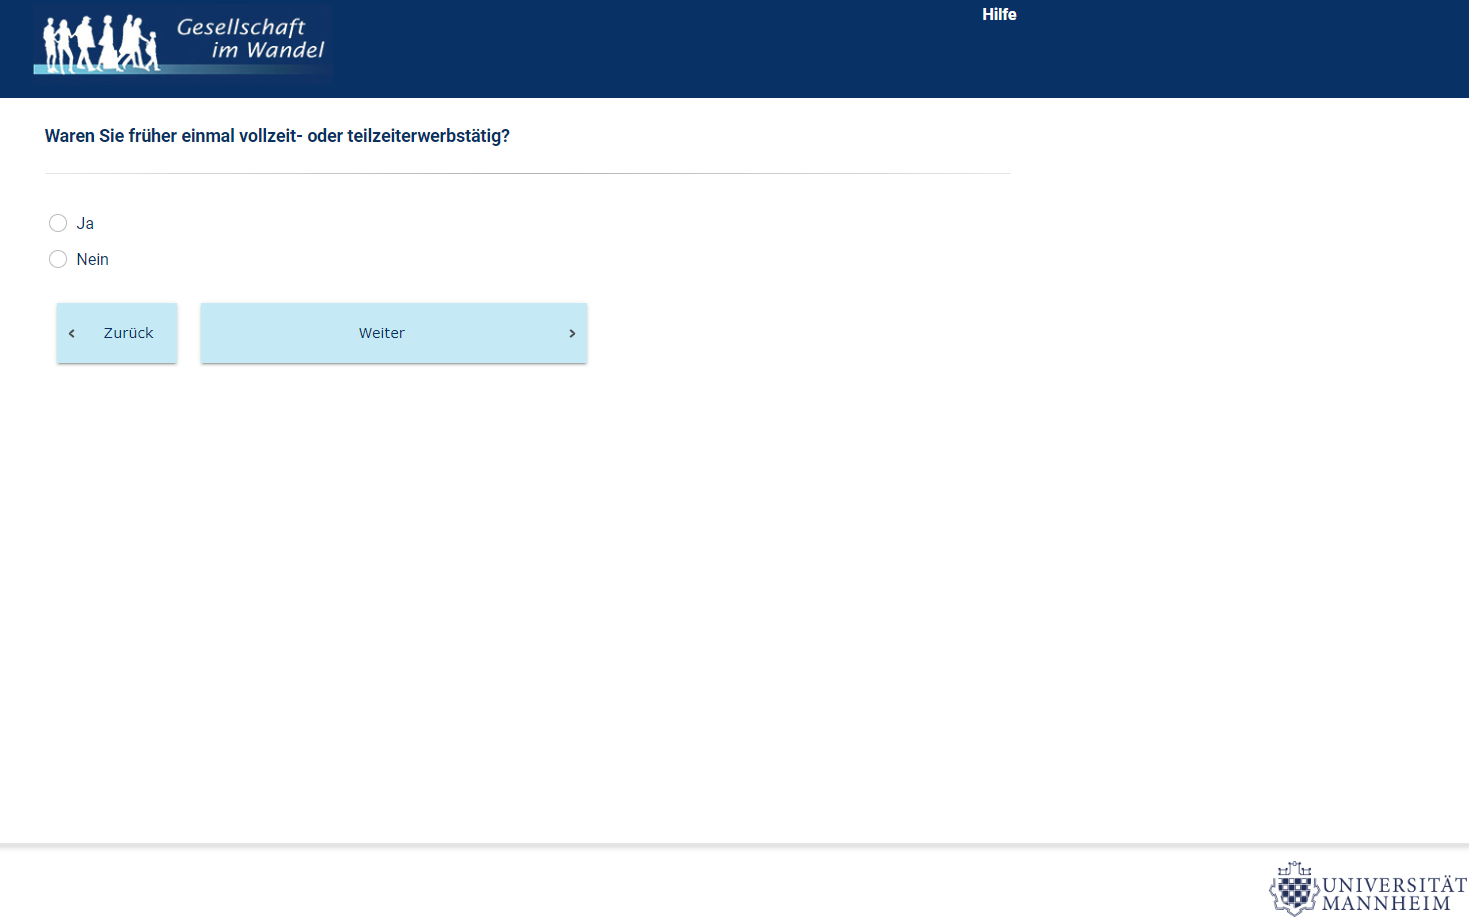 Gesellschaft
im Wandel
Hilfe
Waren Sie früher einmal vollzeit- oder teilzeiterwerbstätig?
Ja
Nein
Zurück
Weiter
UNIVERSITÄT
MANNHEIM